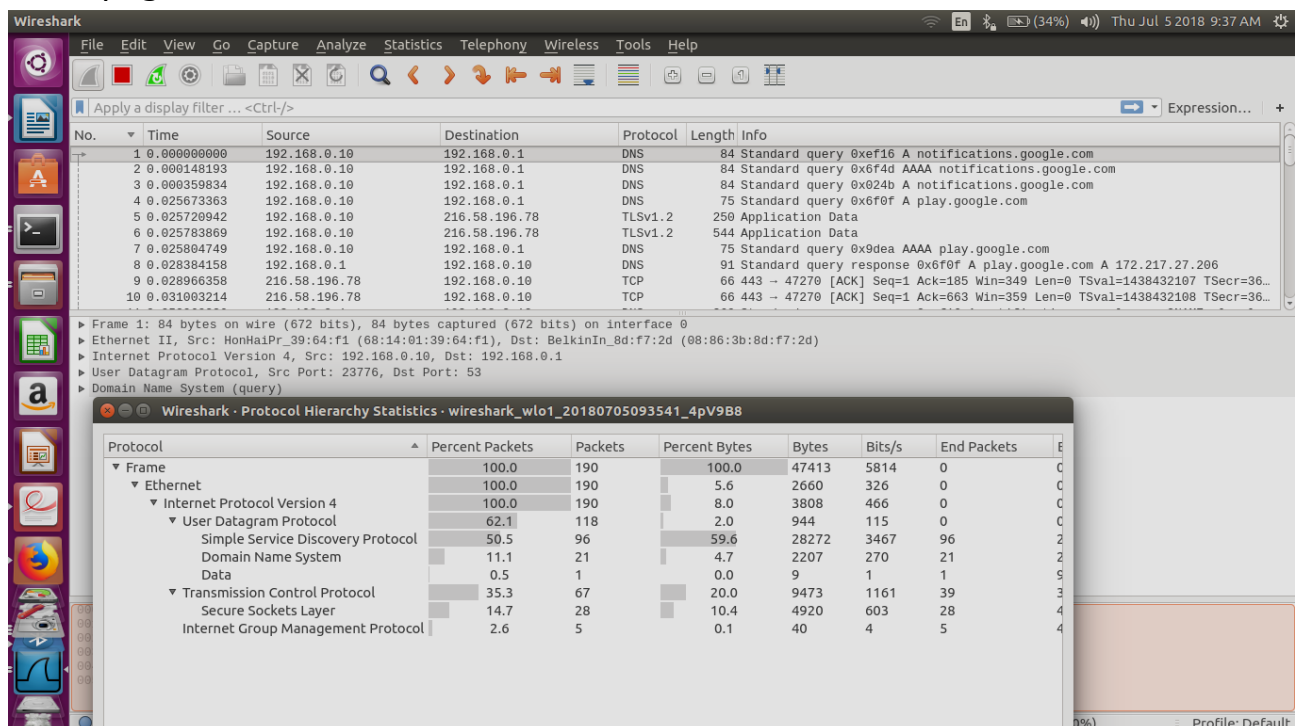 Wireshark En (34%) Thu Jul 5 2018 9:37 AM
File Edit View Go Capture Analyze Statistics Telephony Wireless Tools Help
Apply a display filter … <Ctrl-/> Expression… +
No. Time Source Destination Protocol Length Info
1 0.000000000 192.168.0.10 192.168.0.1 DNS 84 Standard query 0xef16 A notifications.google.com
2 0.000148193 192.168.0.10 192.168.0.1 DNS 84 Standard query 0x6f4d AAAA notifications.google.com
3 0.000359834 192.168.0.10 192.168.0.1 DNS 84 Standard query 0x024b A notifications.google.com
4 0.025673363 192.168.0.10 192.168.0.1 DNS 75 Standard query 0x6f0f A play.google.com
5 0.025720942 192.168.0.10 216.58.196.78 TLSv1.2 250 Application Data
6 0.025783869 192.168.0.10 216.58.196.78 TLSv1.2 544 Application Data
7 0.025804749 192.168.0.10 192.168.0.1 DNS 75 Standard query 0x9dea AAAA play.google.com
8 0.028384158 192.168.0.1 192.168.0.10 DNS 91 Standard query response 0x6f0f A play.google.com A 172.217.27.206
9 0.028966358 216.58.196.78 192.168.0.10 TCP 66 443 → 47270 [ACK] Seq=1 Ack=185 Win=349 Len=0 TSval=1438432107 TSecr=36…
10 0.031003214 216.58.196.78 192.168.0.10 TCP 66 443 → 47270 [ACK] Seq=1 Ack=663 Win=359 Len=0 TSval=1438432108 TSecr=36…
Frame 1: 84 bytes on wire (672 bits), 84 bytes captured (672 bits) on interface 0
Ethernet II, Src: HonHaiPr_39:64:f1 (68:14:01:39:64:f1), Dst: BelkinIn_8d:f7:2d (08:86:3b:8d:f7:2d)
Internet Protocol Version 4, Src: 192.168.0.10, Dst: 192.168.0.1
User Datagram Protocol, Src Port: 23776, Dst Port: 53
Domain Name System (query)
Wireshark · Protocol Hierarchy Statistics · wireshark_wlo1_20180705093541_4pV9B8
Protocol Percent Packets Packets Percent Bytes Bytes Bits/s End Packets
Frame 100.0 190 100.0 47413 5814 0
Ethernet 100.0 190 5.6 2660 326 0
Internet Protocol Version 4 100.0 190 8.0 3808 466 0
User Datagram Protocol 62.1 118 2.0 944 115 0
Simple Service Discovery Protocol 50.5 96 59.6 28272 3467 96
Domain Name System 11.1 21 4.7 2207 270 21
Data 0.5 1 0.0 9 1 1
Transmission Control Protocol 35.3 67 20.0 9473 1161 39
Secure Sockets Layer 14.7 28 10.4 4920 603 28
Internet Group Management Protocol 2.6 5 0.1 40 4 5
Profile: Default